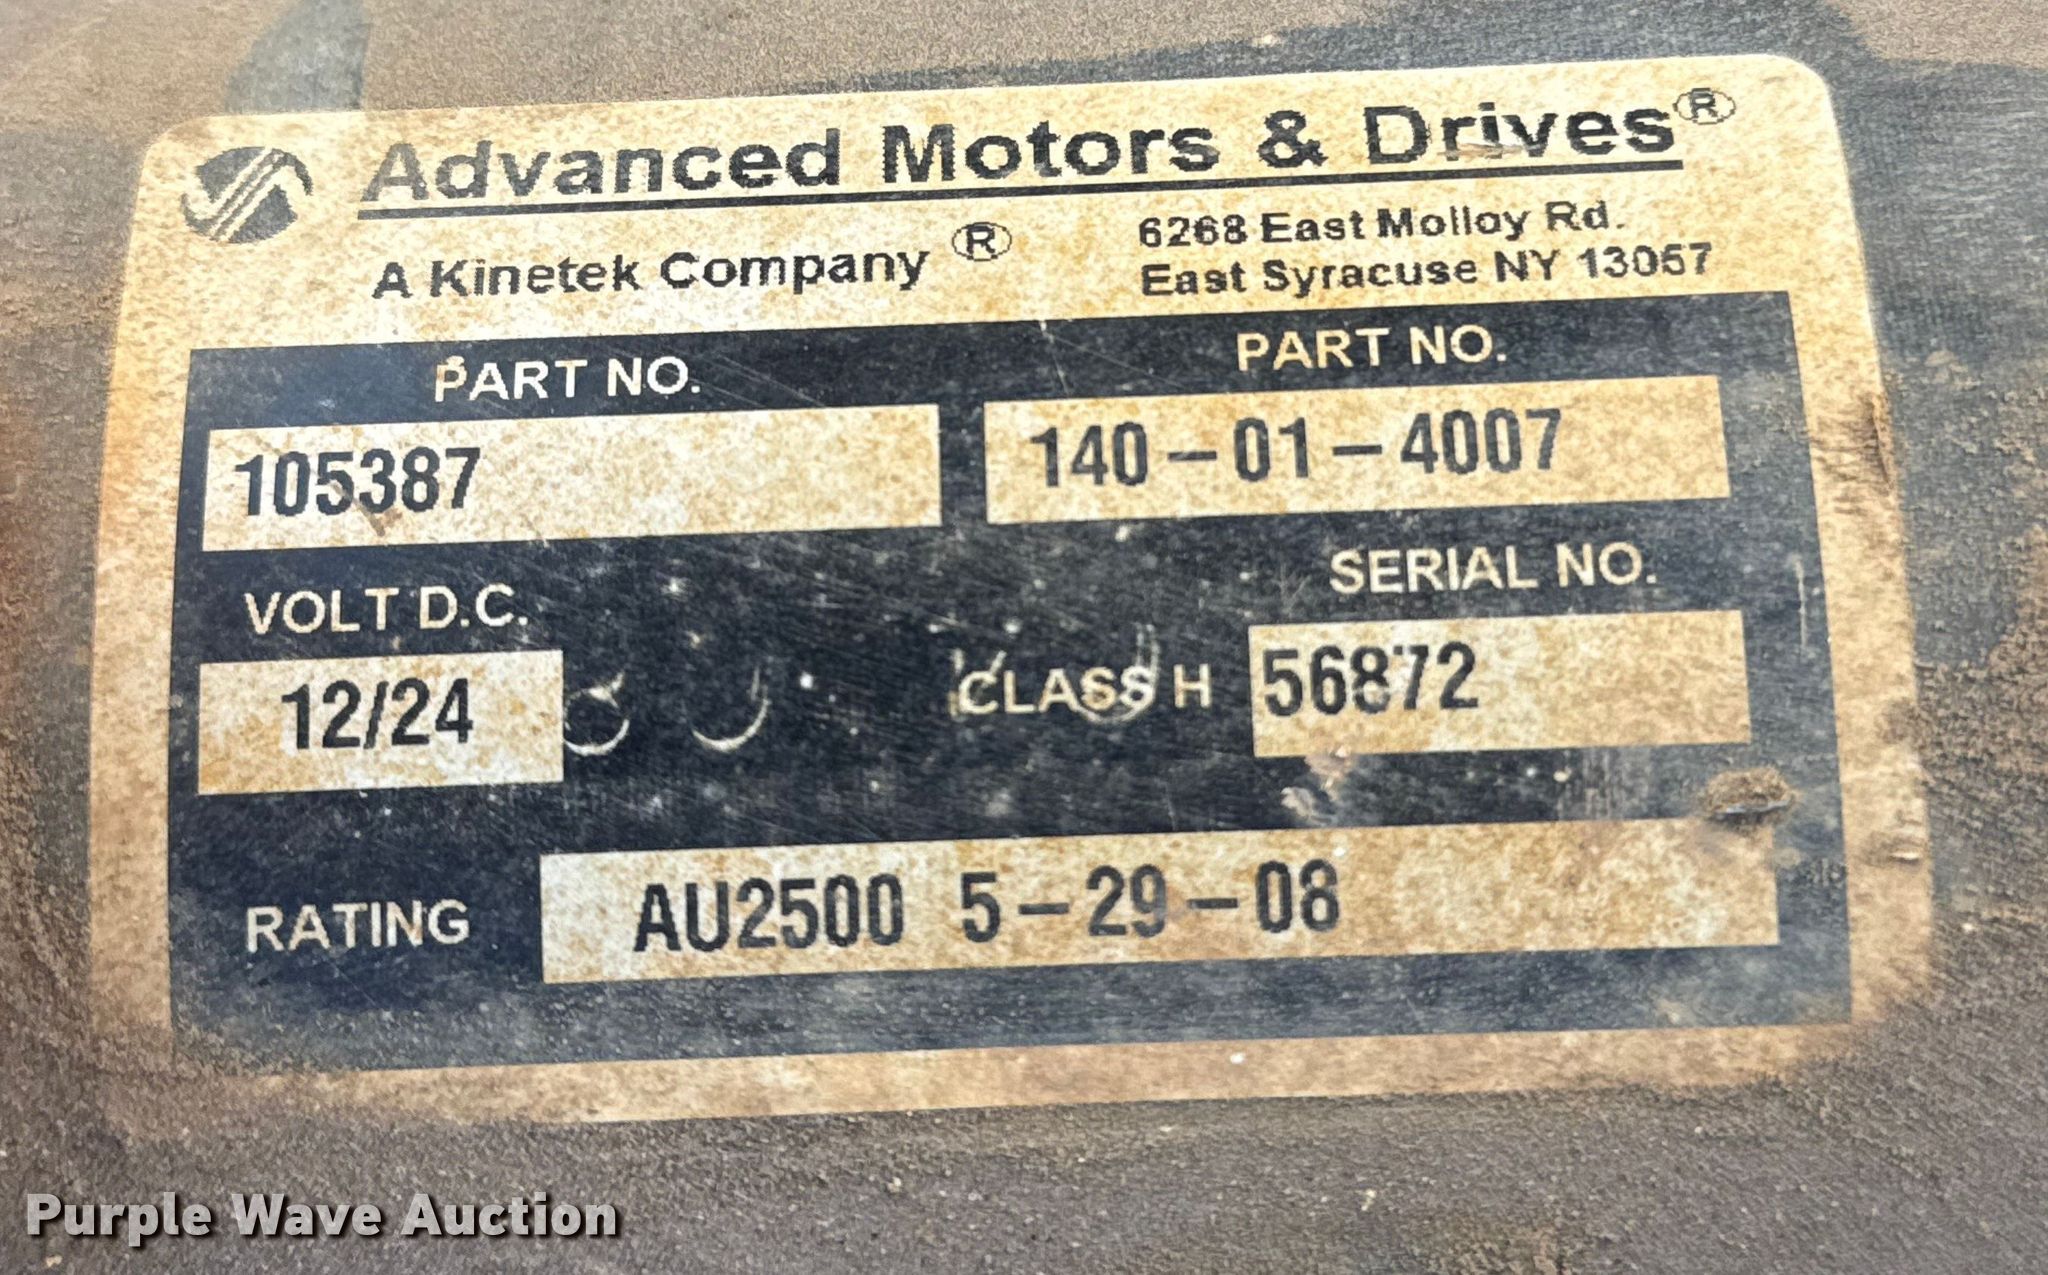 Advanced Motors & Drives®
A Kinetek Company ®
6268 East Molloy Rd.
East Syracuse NY 13057
PART NO.
PART NO.
105387
140-01-4007
VOLT D.C.
SERIAL NO.
12/24
CLASS H
56872
RATING
AU2500 5-29-08
Purple Wave Auction